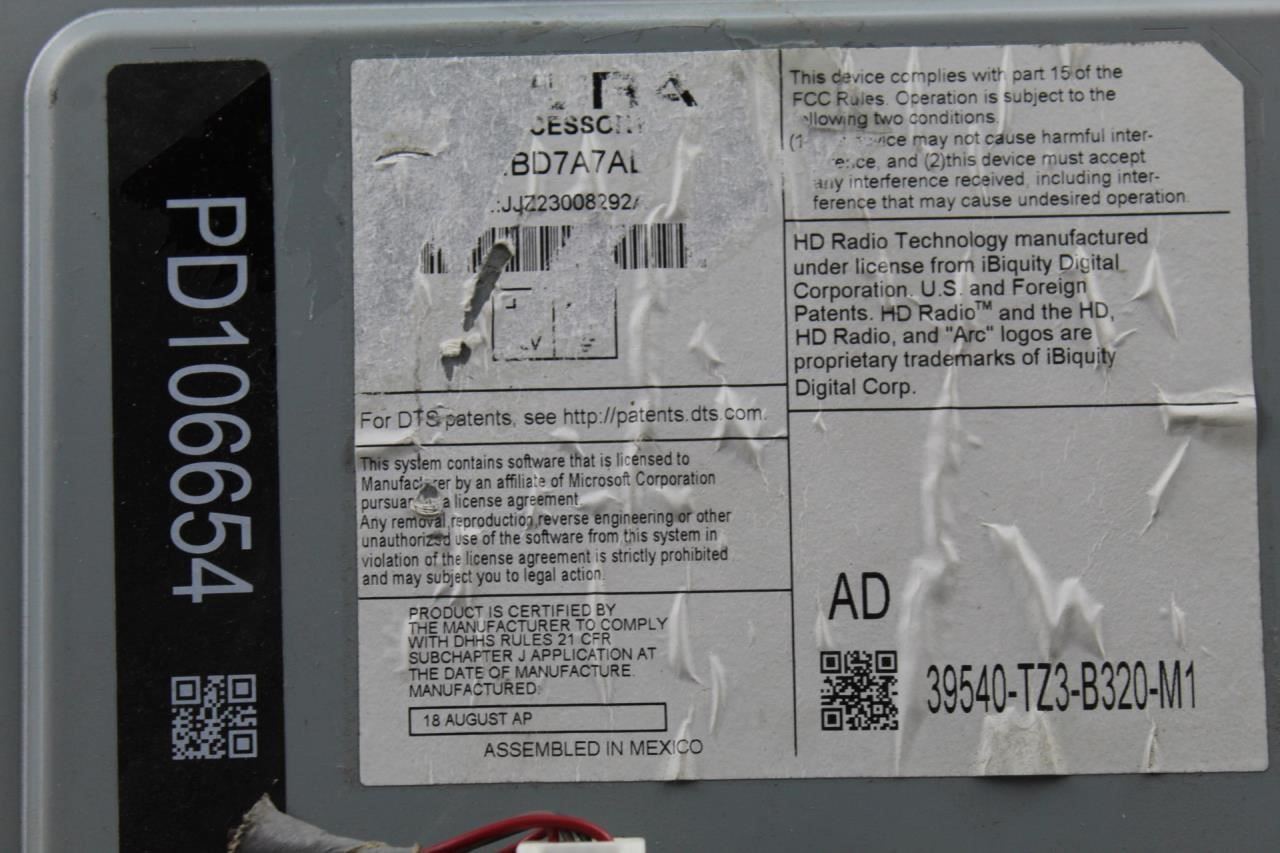 PD106654
BD7A7AL
JJZ23008292
For DTS patents, see http://patents.dts.com.
This system contains software that is licensed to
Manufacturer by an affiliate of Microsoft Corporation
a license agreement.
Any removal, reproduction, reverse engineering or other
unauthorized use of the software from this system in
violation of the license agreement is strictly prohibited
and may subject you to legal action.
PRODUCT IS CERTIFIED BY
THE MANUFACTURER TO COMPLY
WITH DHHS RULES 21 CFR
SUBCHAPTER J APPLICATION AT
THE DATE OF MANUFACTURE.
MANUFACTURED:
18 AUGUST AP
ASSEMBLED IN MEXICO
This device complies with part 15 of the
FCC Rules. Operation is subject to the
following two conditions.
device may not cause harmful inter-
ference, and (2)this device must accept
any interference received, including inter-
ference that may cause undesired operation.
HD Radio Technology manufactured
under license from iBiquity Digital
Corporation. U.S. and Foreign
Patents. HD Radio™ and the HD,
HD Radio, and "Arc" logos are
proprietary trademarks of iBiquity
Digital Corp.
AD
39540-TZ3-B320-M1